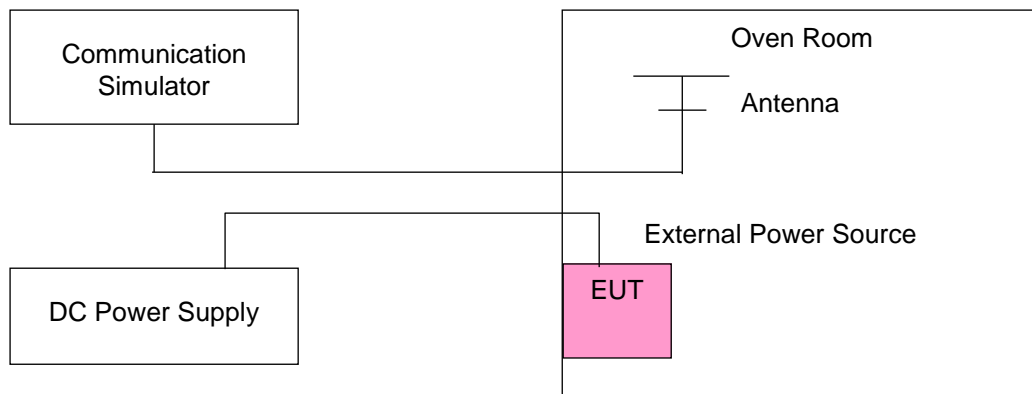 Communication
Simulator
Oven Room
Antenna
External Power Source
DC Power Supply
EUT